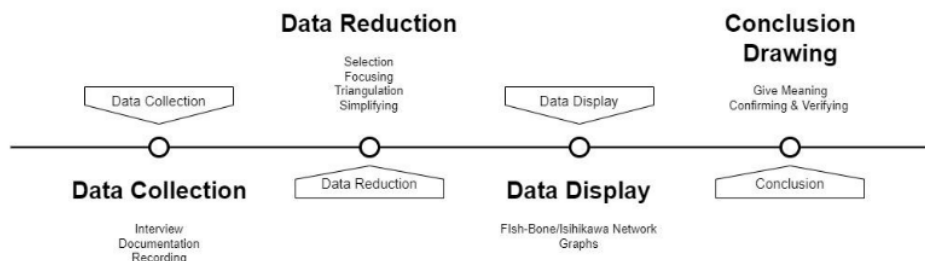 Data Collection
Data Collection
Interview
Documentation
Recording
Data Reduction
Selection
Focusing
Triangulation
Simplifying
Data Reduction
Data Display
Data Display
FIsh-Bone/Isihikawa Network
Graphs
Conclusion
Drawing
Give Meaning
Confirming & Verifying
Conclusion